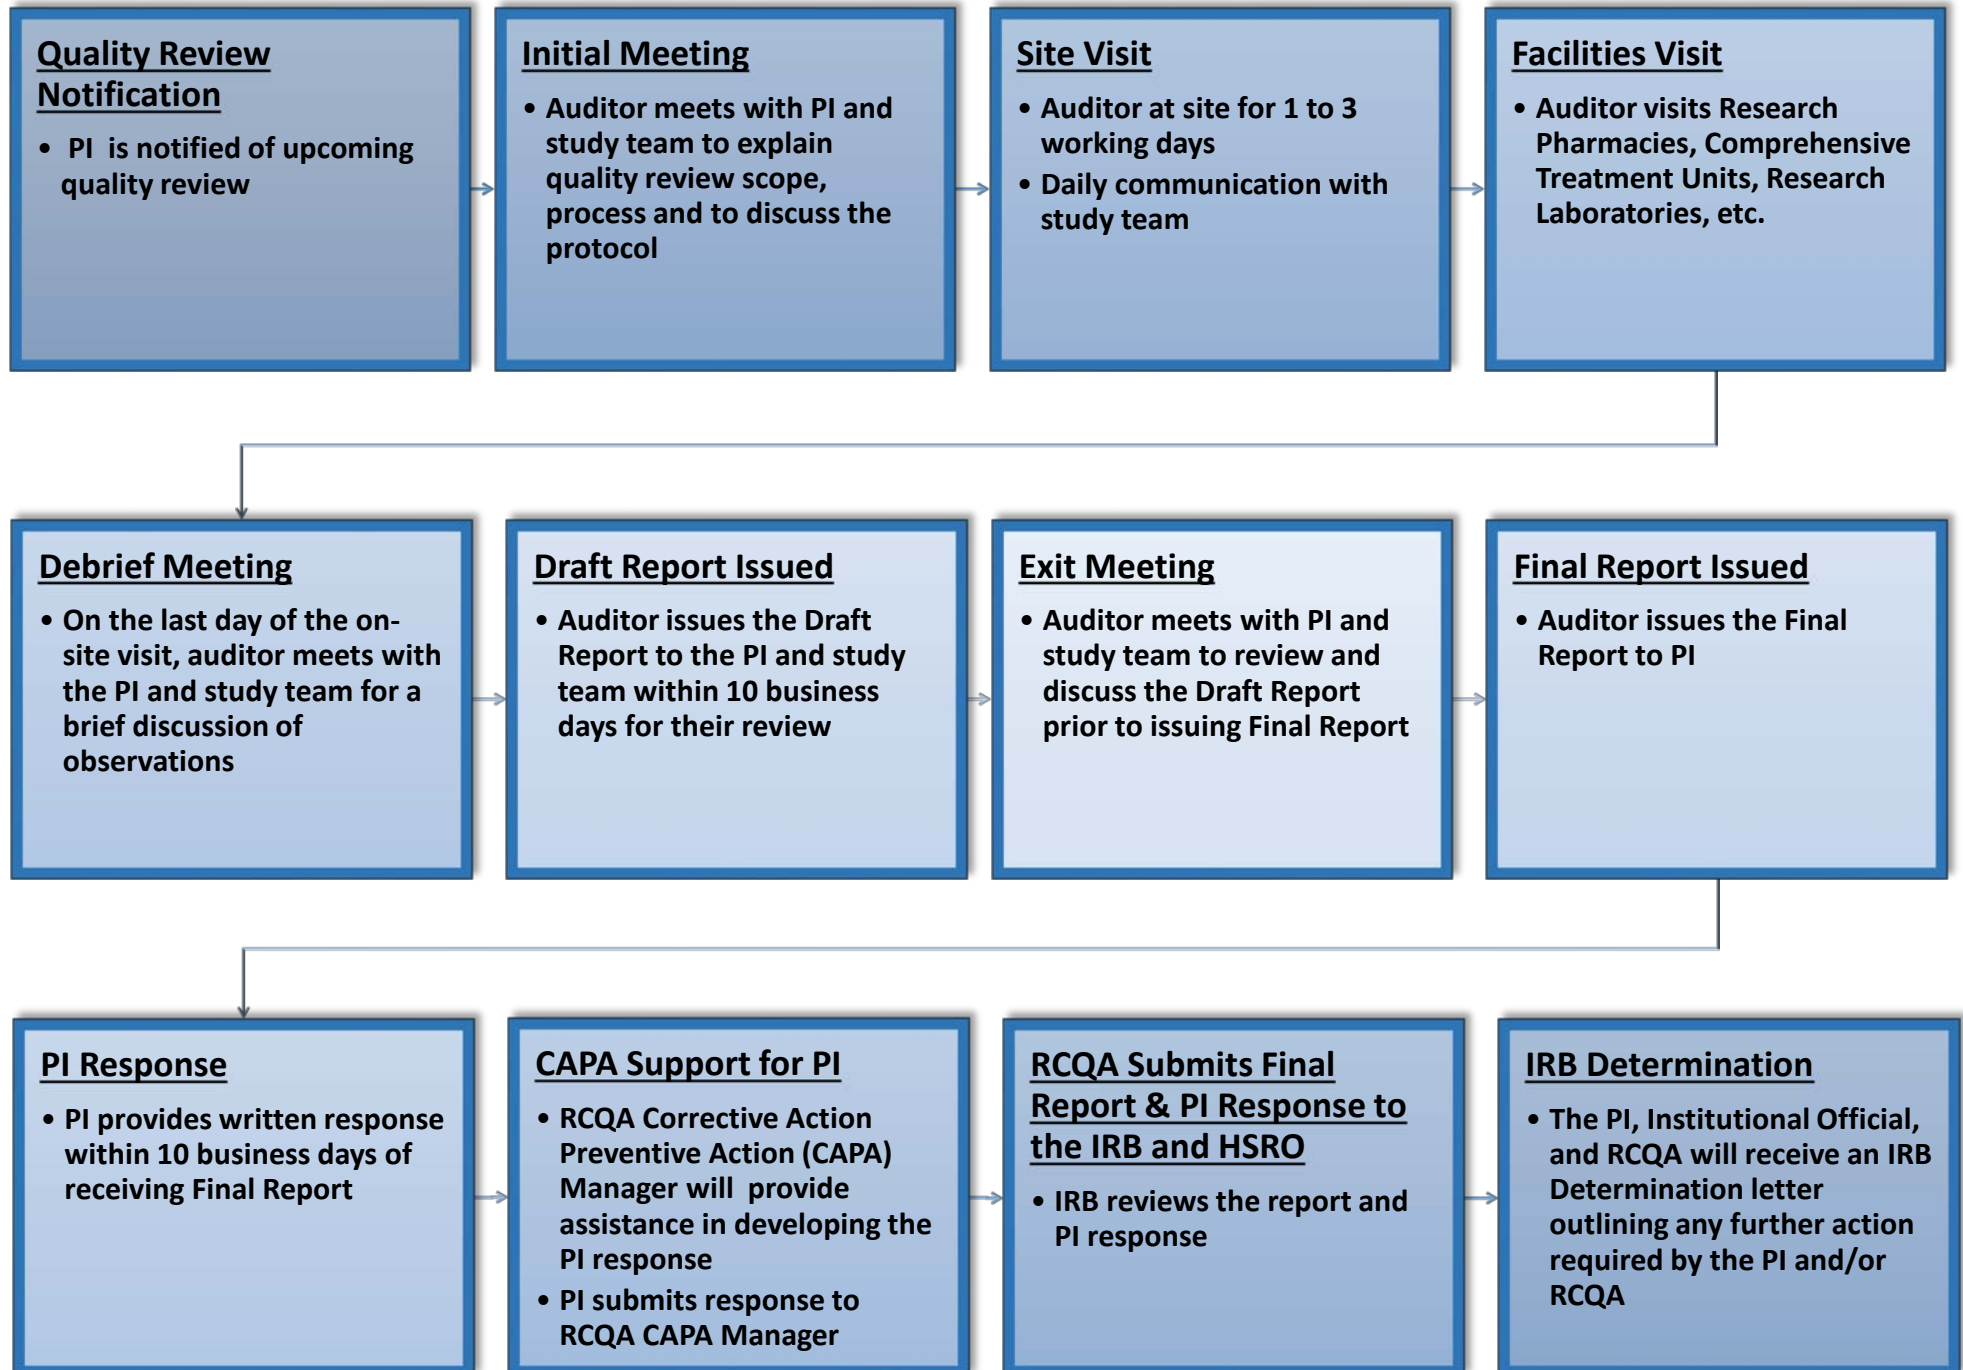 Quality Review
Notification
• PI is notified of upcoming
quality review
Initial Meeting
• Auditor meets with PI and
study team to explain
quality review scope,
process and to discuss the
protocol
Site Visit
• Auditor at site for 1 to 3
working days
• Daily communication with
study team
Facilities Visit
• Auditor visits Research
Pharmacies, Comprehensive
Treatment Units, Research
Laboratories, etc.
Debrief Meeting
• On the last day of the on-
site visit, auditor meets with
the PI and study team for a
brief discussion of
observations
Draft Report Issued
• Auditor issues the Draft
Report to the PI and study
team within 10 business
days for their review
Exit Meeting
• Auditor meets with PI and
study team to review and
discuss the Draft Report
prior to issuing Final Report
Final Report Issued
• Auditor issues the Final
Report to PI
PI Response
• PI provides written response
within 10 business days of
receiving Final Report
CAPA Support for PI
• RCQA Corrective Action
Preventive Action (CAPA)
Manager will provide
assistance in developing the
PI response
• PI submits response to
RCQA CAPA Manager
RCQA Submits Final
Report & PI Response to
the IRB and HSRO
• IRB reviews the report and
PI response
IRB Determination
• The PI, Institutional Official,
and RCQA will receive an IRB
Determination letter
outlining any further action
required by the PI and/or
RCQA